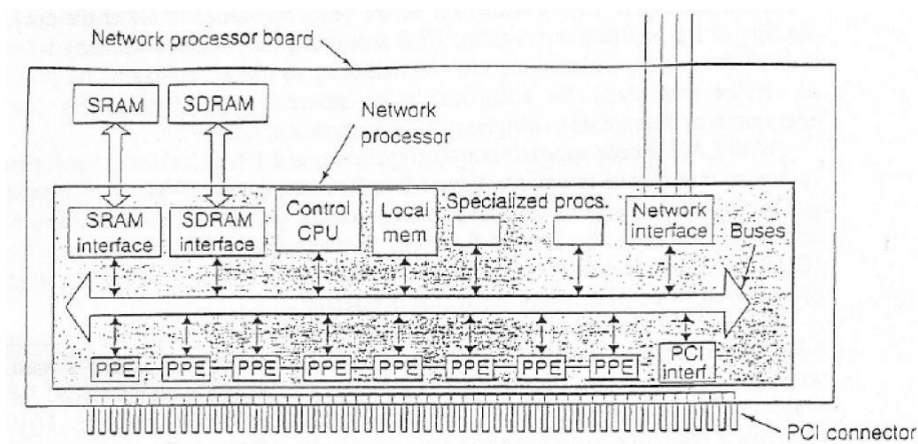 Network processor board
SRAM
SDRAM
Network
processor
SRAM
interface
SDRAM
interface
Control
CPU
Local
mem
Specialized procs.
Network
interface
Buses
PPE
PPE
PPE
PPE
PPE
PPE
PPE
PPE
PCI
interf.
PCI connector